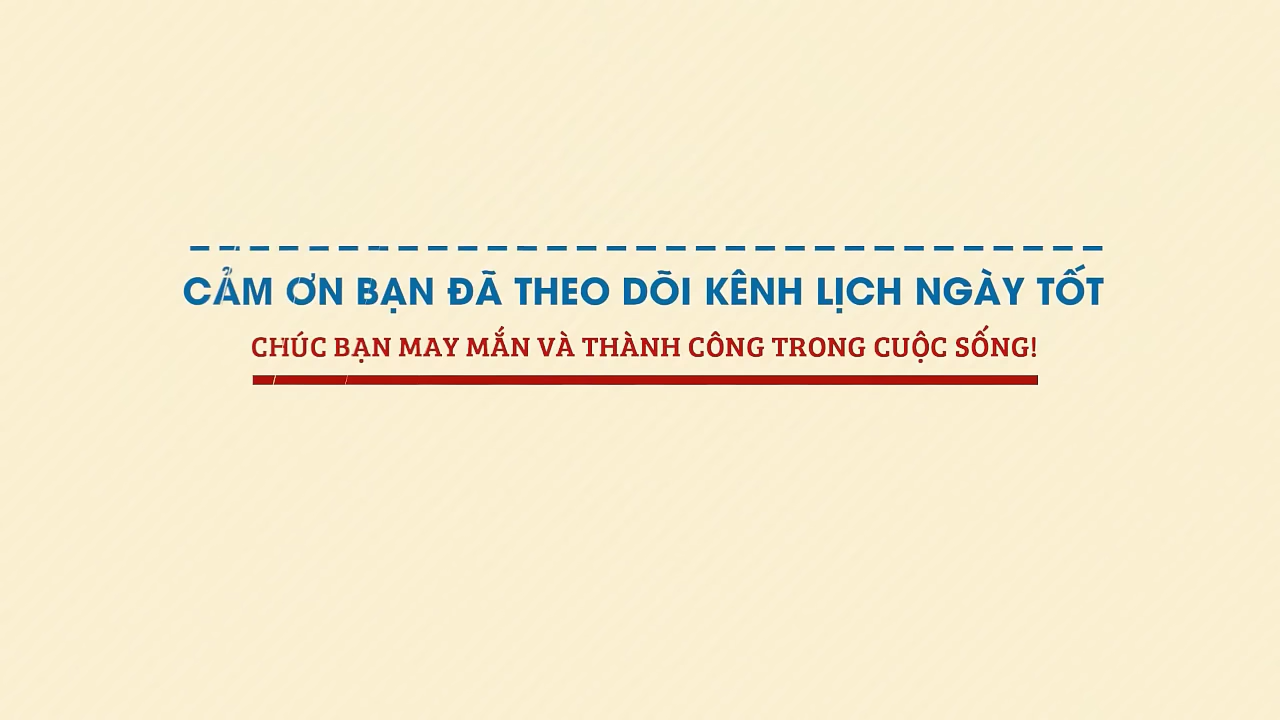 CẢM ƠN BẠN ĐÃ THEO DÕI KÊNH LỊCH NGÀY TỐT
CHÚC BẠN MAY MẮN VÀ THÀNH CÔNG TRONG CUỘC SỐNG!